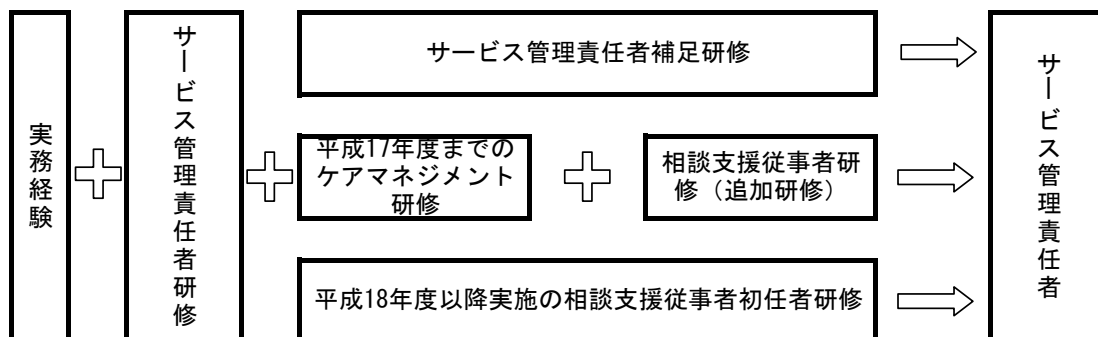 実務経験
サービス管理責任者研修
サービス管理責任者補足研修
平成17年度までの
ケアマネジメント
研修
相談支援従事者研
修（追加研修）
平成18年度以降実施の相談支援従事者初任者研修
サービス管理責任者